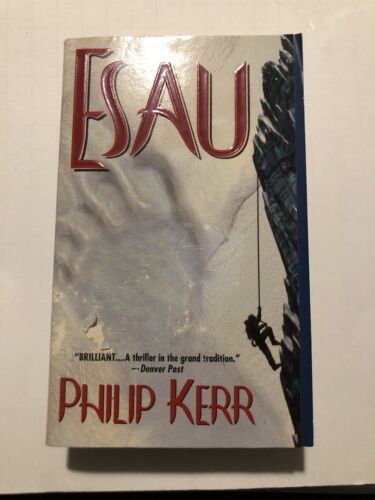 ESAU
"BRILLIANT....A thriller in the grand tradition."
—Denver Post
PHILIP KERR